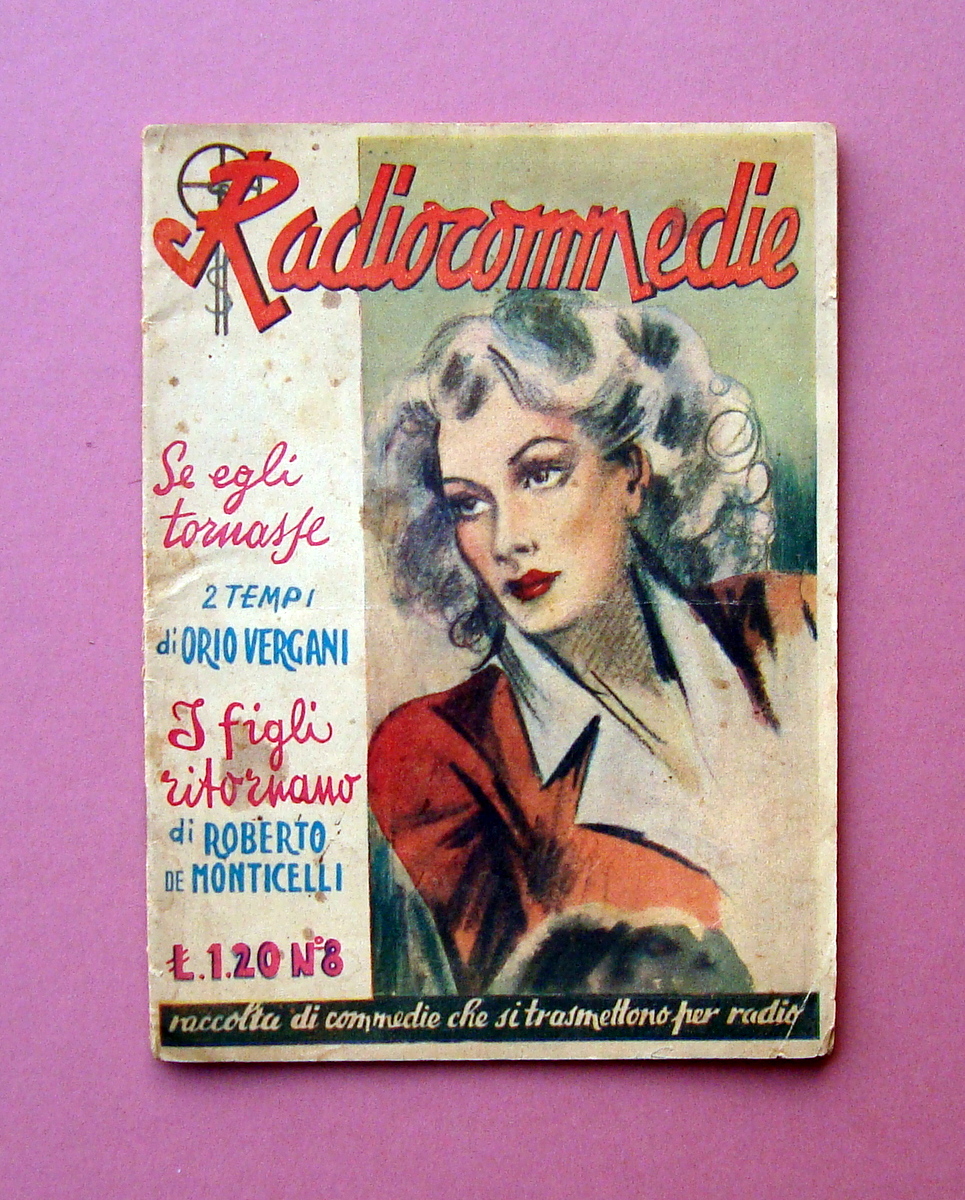 Radiocommedie
Se egli
tornasse
2 TEMPI
di ORIO VERGANI
I figli
ritornano
di ROBERTO
DE MONTICELLI
Ł.1.20 N°8
raccolta di commedie che si trasmettono per radio